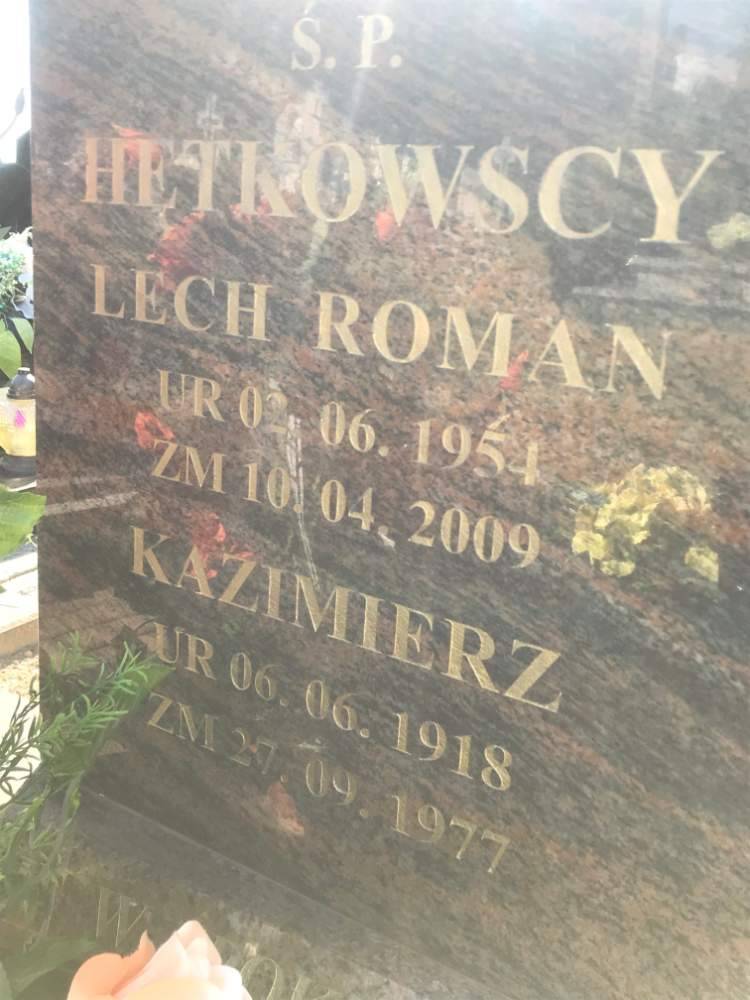 Ś. P.
HETKOWSCY
LECH ROMAN
UR 02. 06. 1954
ZM 10. 04. 2009
KAZIMIERZ
UR 06. 06. 1918
ZM 27. 09. 1977